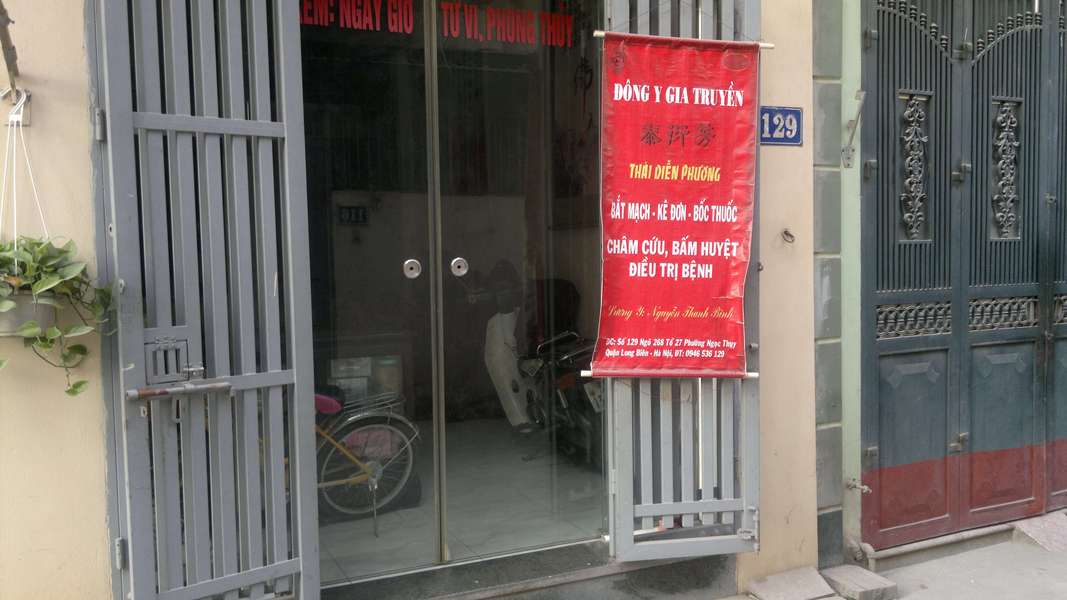 XEM: NGÀY GIỜ TỬ VI, PHONG THỦY
ĐÔNG Y GIA TRUYỀN
THÁI DIỄN PHƯƠNG
BẮT MẠCH - KÊ ĐƠN - BỐC THUỐC
CHÂM CỨU, BẤM HUYỆT
ĐIỀU TRỊ BỆNH
Lương Y: Nguyễn Thanh Bình
ĐC: Số 129 Ngõ 268 Tổ 27 Phường Ngọc Thụy
Quận Long Biên - Hà Nội, ĐT: 0946 536 129
129